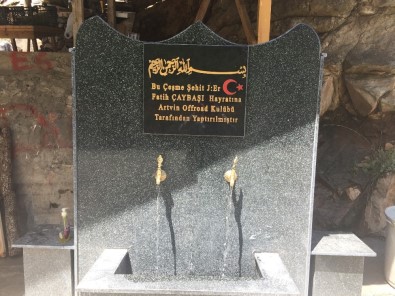 بسم الله الرحمن الرحيم
Bu Çeşme Şehit J:Er
Fatih ÇAYBAŞI Hayratına
Artvin Offroad Kulübü
Tarafından Yaptırılmıştır